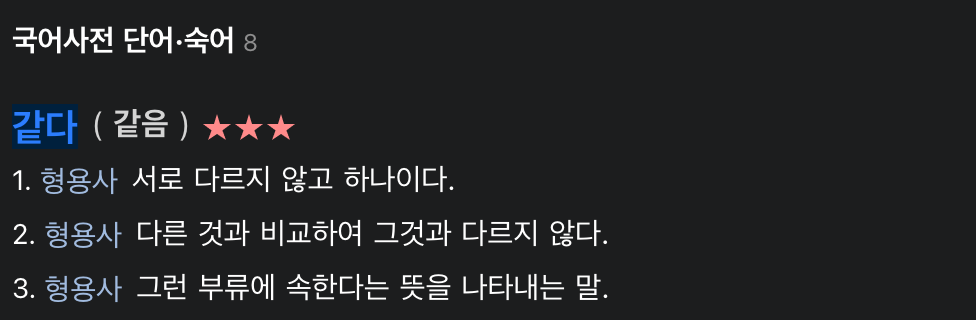 국어사전 단어·숙어 8
같다 ( 같음 ) ★★★
1. 형용사 서로 다르지 않고 하나이다.
2. 형용사 다른 것과 비교하여 그것과 다르지 않다.
3. 형용사 그런 부류에 속한다는 뜻을 나타내는 말.